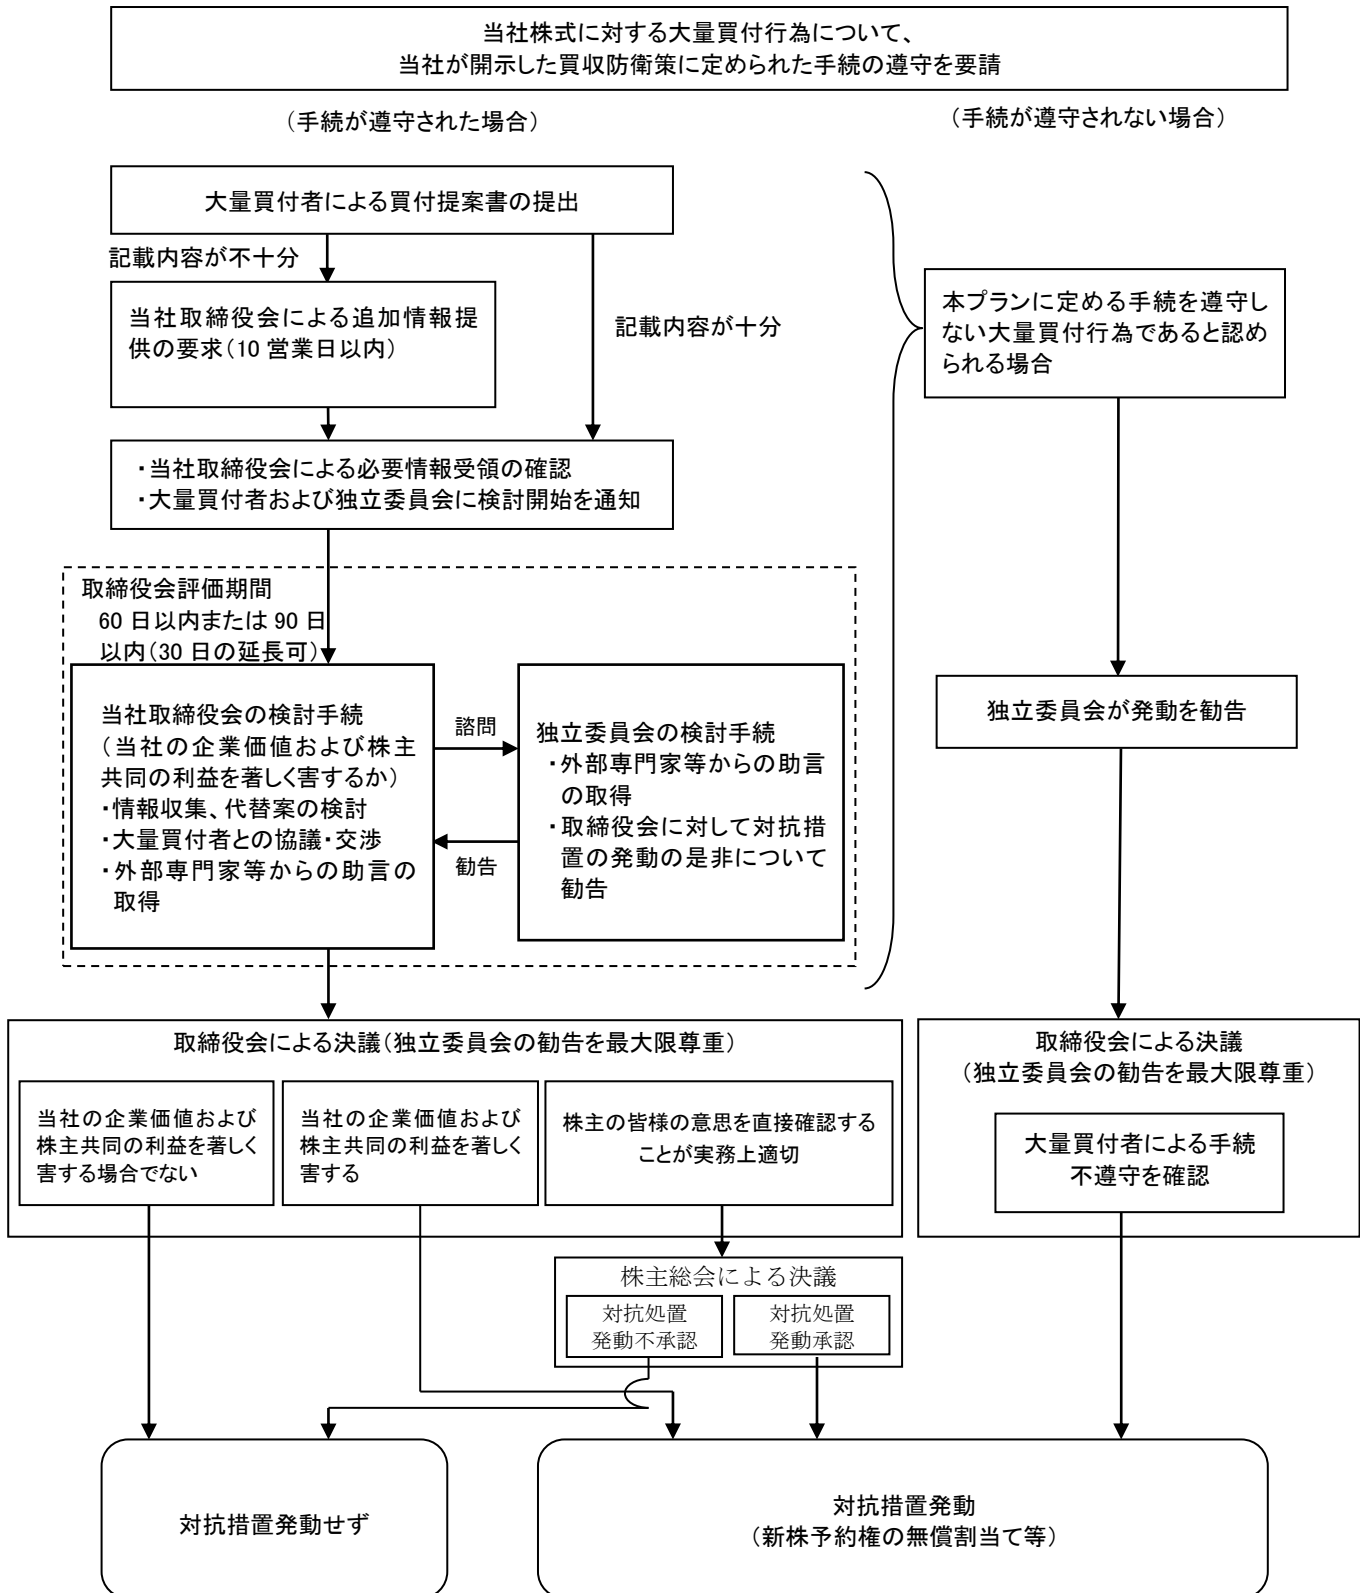 当社株式に対する大量買付行為について、
当社が開示した買収防衛策に定められた手続の遵守を要請
（手続が遵守された場合）
（手続が遵守されない場合）
大量買付者による買付提案書の提出
記載内容が不十分
当社取締役会による追加情報提
供の要求（10 営業日以内）
記載内容が十分
本プランに定める手続を遵守し
ない大量買付行為であると認め
られる場合
・当社取締役会による必要情報受領の確認
・大量買付者および独立委員会に検討開始を通知
取締役会評価期間
60 日以内または 90 日
以内（30 日の延長可）
当社取締役会の検討手続
（当社の企業価値および株主
共同の利益を著しく害するか）
・情報収集、代替案の検討
・大量買付者との協議・交渉
・外部専門家等からの助言の
取得
諮問
勧告
独立委員会の検討手続
・外部専門家等からの助言
の取得
・取締役会に対して対抗措
置の発動の是非について
勧告
独立委員会が発動を勧告
取締役会による決議（独立委員会の勧告を最大限尊重）
当社の企業価値および
株主共同の利益を著しく
害する場合でない
当社の企業価値および
株主共同の利益を著しく
害する
株主の皆様の意思を直接確認する
ことが実務上適切
取締役会による決議
（独立委員会の勧告を最大限尊重）
大量買付者による手続
不遵守を確認
株主総会による決議
対抗処置
発動不承認
対抗処置
発動承認
対抗措置発動せず
対抗措置発動
（新株予約権の無償割当て等）